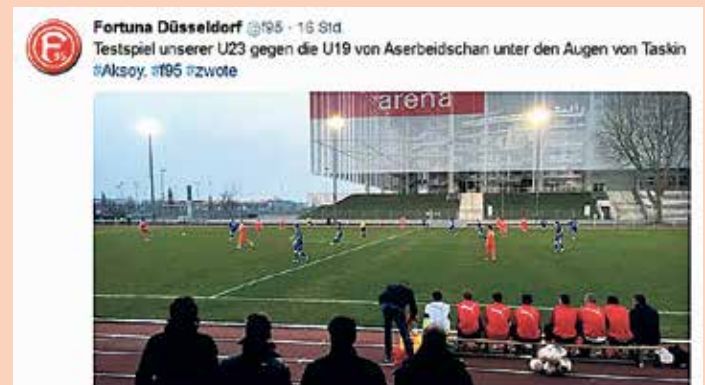 Fortuna Düsseldorf @f95 · 16 Std.
Testspiel unserer U23 gegen die U19 von Aserbeidschan unter den Augen von Taskin
#Aksoy. #f95 #zwote
arena